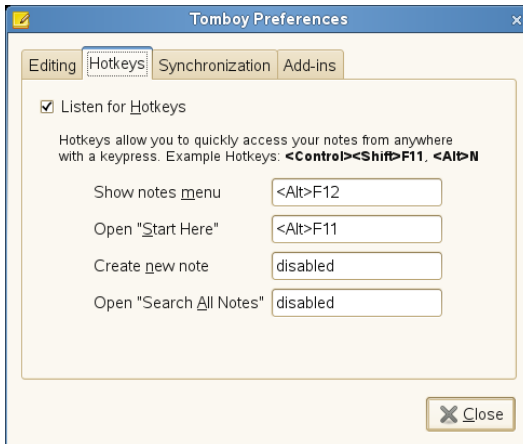 Tomboy Preferences
Editing Hotkeys Synchronization Add-ins
Listen for Hotkeys
Hotkeys allow you to quickly access your notes from anywhere
with a keypress. Example Hotkeys: <Control><Shift>F11, <Alt>N
Show notes menu <Alt>F12
Open "Start Here" <Alt>F11
Create new note disabled
Open "Search All Notes" disabled
Close